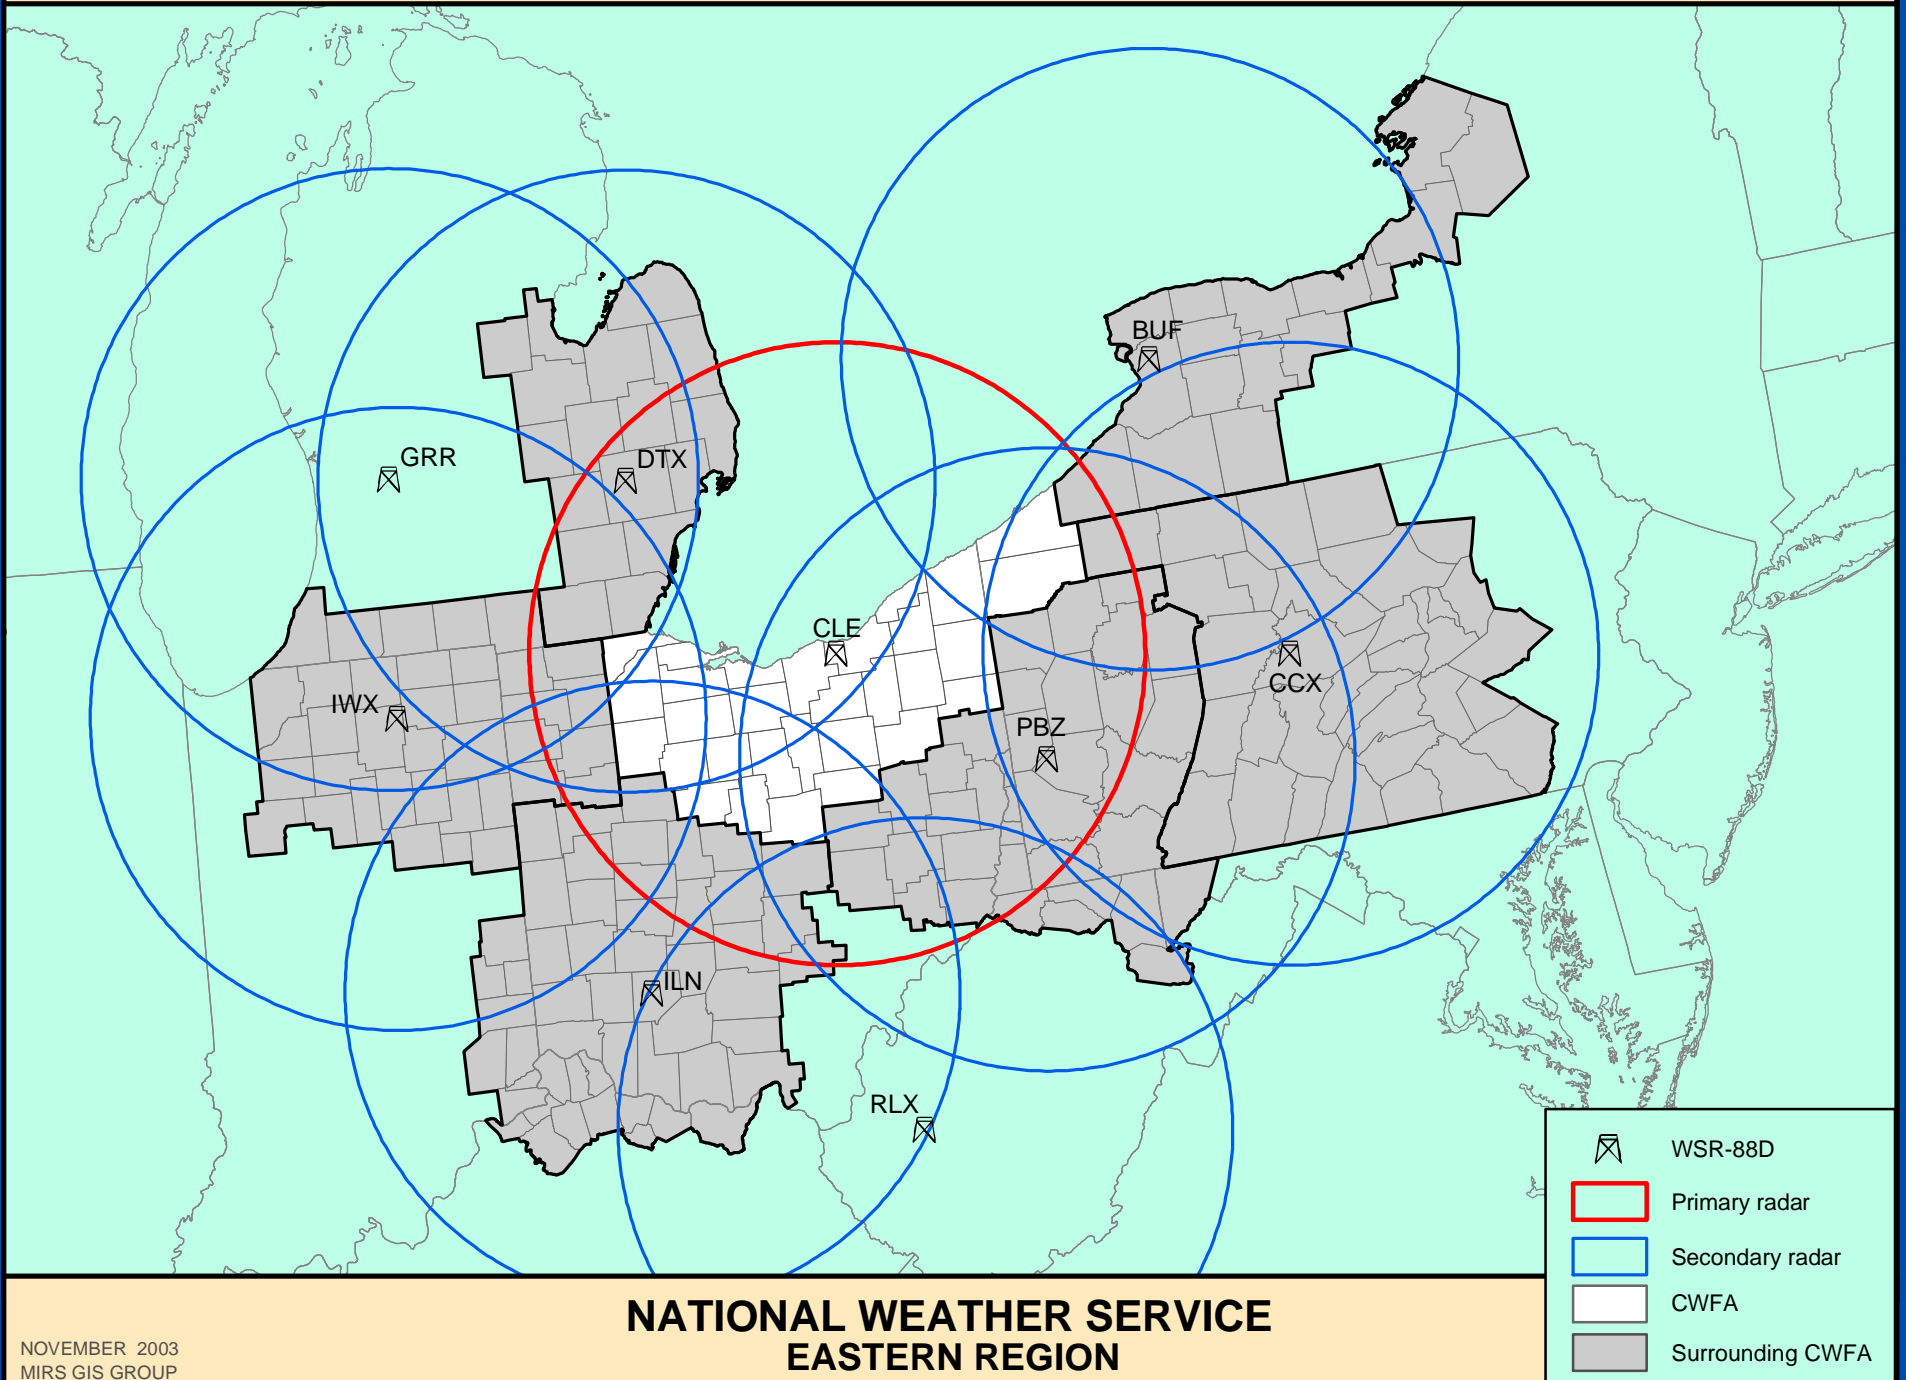 BUF
GRR
DTX
CLE
CCX
IWX
PBZ
ILN
RLX
WSR-88D
Primary radar
Secondary radar
CWFA
Surrounding CWFA
NATIONAL WEATHER SERVICE
EASTERN REGION
NOVEMBER 2003
MIRS GIS GROUP